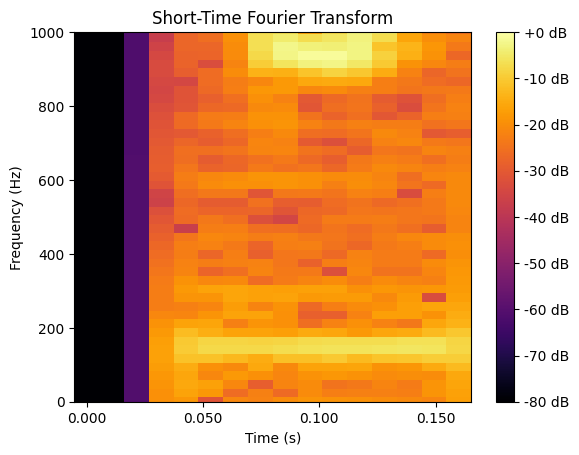 Short-Time Fourier Transform
1000
800
600
400
200
0
Frequency (Hz)
0.000
0.050
0.100
0.150
Time (s)
+0 dB
-10 dB
-20 dB
-30 dB
-40 dB
-50 dB
-60 dB
-70 dB
-80 dB